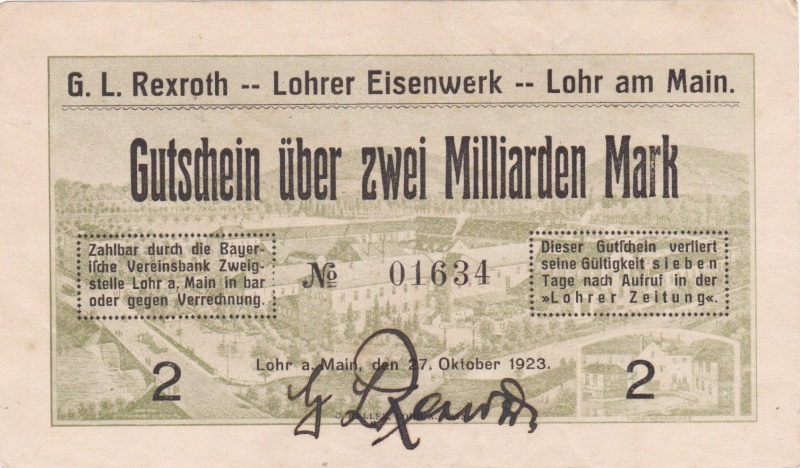 G. L. Rexroth -- Lohrer Eisenwerk -- Lohr am Main.
Gutschein über zwei Milliarden Mark
Zahlbar durch die Bayer-
ische Vereinsbank Zweig-
stelle Lohr a. Main in bar
oder gegen Verrechnung.
№ 01634
Dieser Gutschein verliert
seine Gültigkeit sieben
Tage nach Aufruf in der
»Lohrer Zeitung«.
Lohr a. Main, den 27. Oktober 1923.
2
G L Rexroth
2